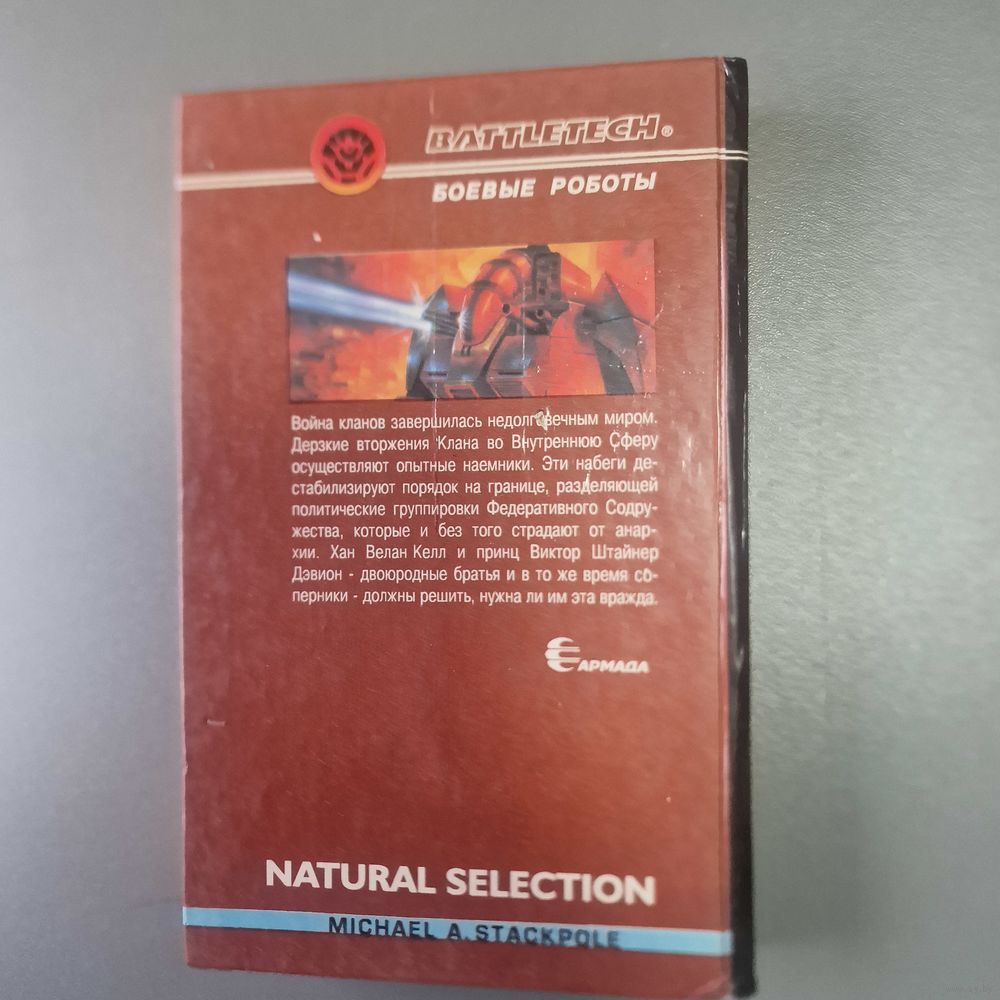 BATTLETECH®
БОЕВЫЕ РОБОТЫ
Война кланов завершилась недолговечным миром.
Дерзкие вторжения Клана во Внутреннюю Сферу
осуществляют опытные наемники. Эти набеги де-
стабилизируют порядок на границе, разделяющей
политические группировки Федеративного Содру-
жества, которые и без того страдают от анар-
хии. Хан Велан Келл и принц Виктор Штайнер
Дэвион - двоюродные братья и в то же время со-
перники - должны решить, нужна ли им эта вражда.
АРМАДА
NATURAL SELECTION
MICHAEL A. STACKPOLE